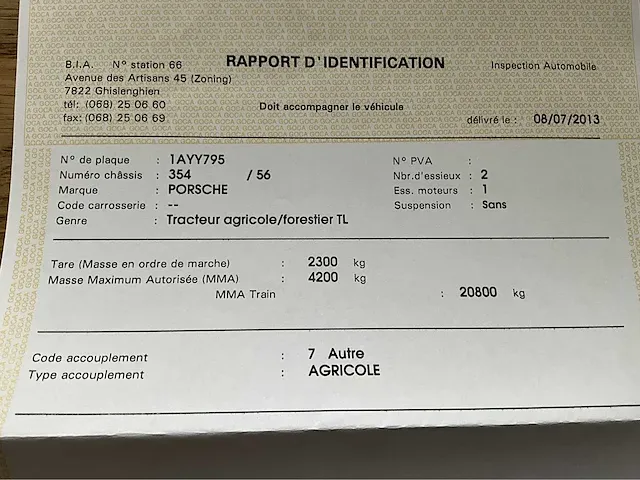 RAPPORT D'IDENTIFICATION
B.I.A. N° station 66
Inspection Automobile
Avenue des Artisans 45 (Zoning)
7822 Ghislenghien
tél: (068) 25 06 60
Doit accompagner le véhicule
fax: (068) 25 06 69
délivré le : 08/07/2013
N° de plaque : 1AYY795
N° PVA :
Numéro châssis : 354 / 56
Nbr.d'essieux : 2
Marque : PORSCHE
Ess. moteurs : 1
Code carrosserie : --
Suspension : Sans
Genre : Tracteur agricole/forestier TL
Tare (Masse en ordre de marche) : 2300 kg
Masse Maximum Autorisée (MMA) : 4200 kg
MMA Train : 20800 kg
Code accouplement : 7 Autre
Type accouplement : AGRICOLE